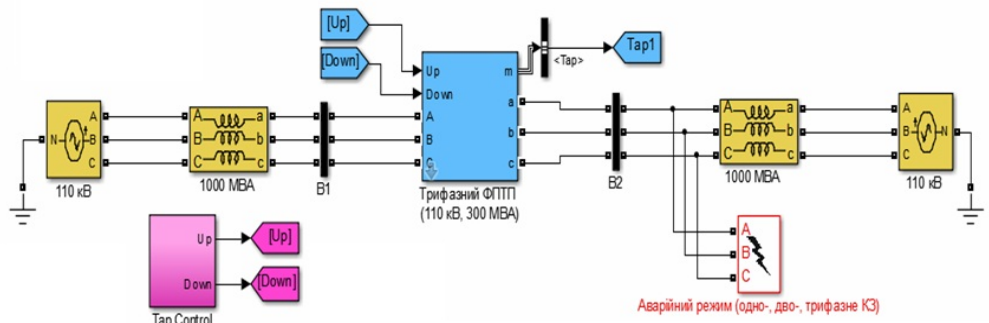 [Up]
[Down]
Up
Down
m
<Tap>
Tap1
A
B
C
a
b
c
N
A
B
C
110 кВ
A
B
C
a
b
c
1000 МВА
B1
Трифазний ФПТП
(110 кВ, 300 МВА)
B2
A
B
C
a
b
c
1000 МВА
A
B
C
N
110 кВ
Up
[Up]
Down
[Down]
Tap Control
A
B
C
Аварійний режим (одно-, дво-, трифазне КЗ)